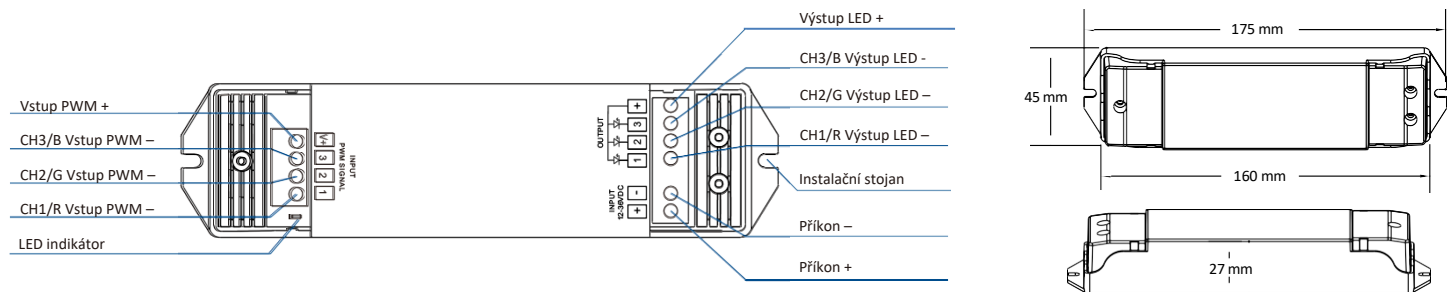 Vstup PWM +
CH3/B Vstup PWM –
CH2/G Vstup PWM –
CH1/R Vstup PWM –
LED indikátor
V+
3
2
1
PWM SIGNAL
INPUT
OUTPUT
+
3
2
1
INPUT
12-36VDC
-
+
Výstup LED +
CH3/B Výstup LED -
CH2/G Výstup LED –
CH1/R Výstup LED –
Instalační stojan
Příkon –
Příkon +
175 mm
45 mm
160 mm
27 mm